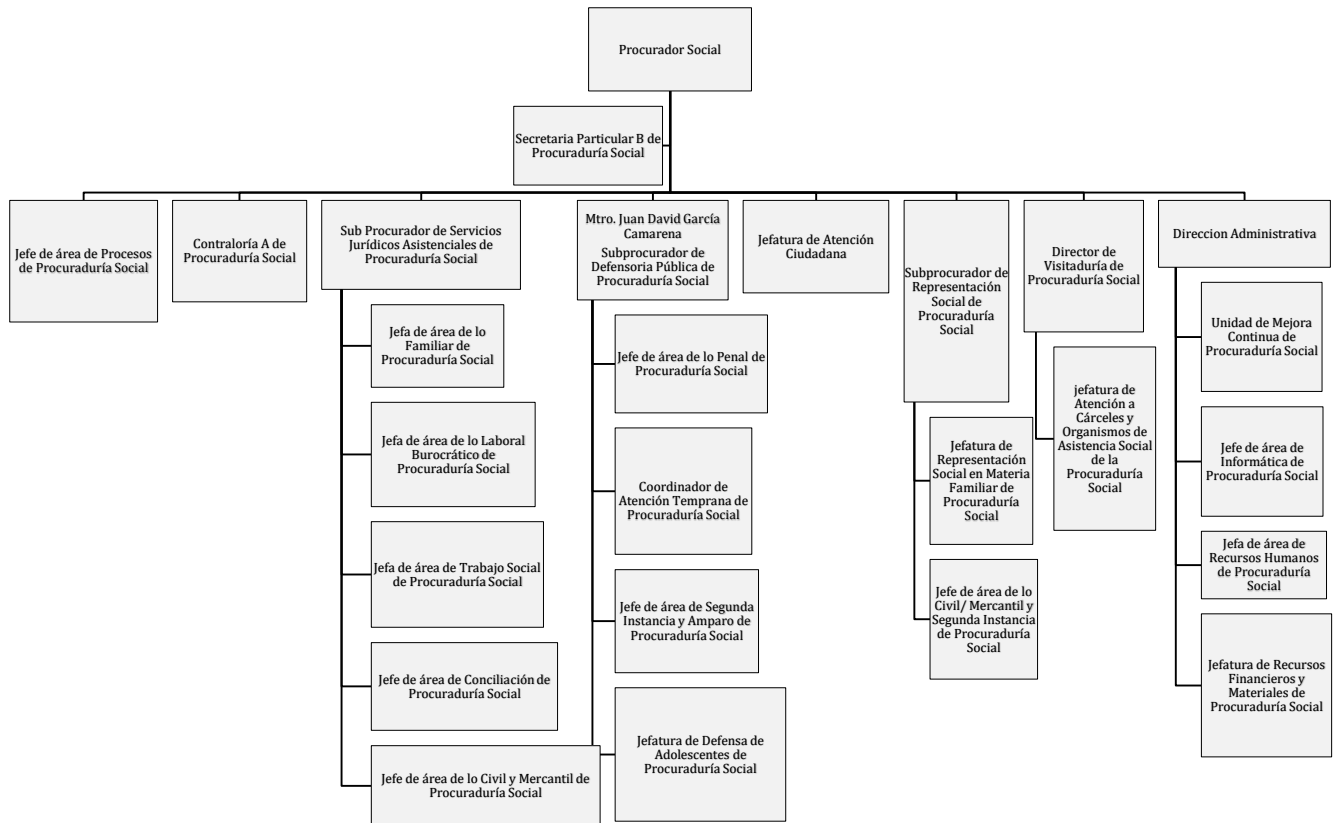 Procurador Social
Secretaria Particular B de
Procuraduría Social
Jefe de área de Procesos
de Procuraduría Social
Contraloría A de
Procuraduría Social
Sub Procurador de Servicios
Jurídicos Asistenciales de
Procuraduría Social
Jefa de área de lo
Familiar de
Procuraduría Social
Jefa de área de lo Laboral
Burocrático de
Procuraduría Social
Jefa de área de Trabajo Social
de Procuraduría Social
Jefe de área de Conciliación de
Procuraduría Social
Jefe de área de lo Civil y Mercantil de
Procuraduría Social
Mtro. Juan David García
Camarena
Subprocurador de
Defensoria Pública de
Procuraduría Social
Jefe de área de lo Penal de
Procuraduría Social
Coordinador de
Atención Temprana de
Procuraduría Social
Jefe de área de Segunda
Instancia y Amparo de
Procuraduría Social
Jefatura de Defensa de
Adolescentes de
Procuraduría Social
Jefatura de Atención
Ciudadana
Subprocurador de
Representación
Social de
Procuraduría
Social
Jefatura de
Representación
Social en Materia
Familiar de
Procuraduría
Social
Jefe de área de lo
Civil/ Mercantil y
Segunda Instancia
de Procuraduría
Social
Director de
Visitaduría de
Procuraduría Social
jefatura de
Atención a
Cárceles y
Organismos de
Asistencia Social
de la
Procuraduría
Social
Direccion Administrativa
Unidad de Mejora
Continua de
Procuraduría Social
Jefe de área de
Informática de
Procuraduría Social
Jefa de área de
Recursos Humanos
de Procuraduría
Social
Jefatura de Recursos
Financieros y
Materiales de
Procuraduría Social